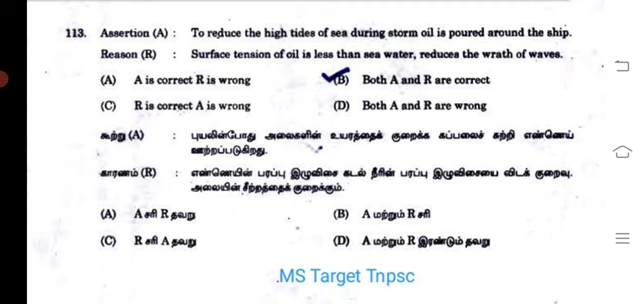 113. Assertion (A) : To reduce the high tides of sea during storm oil is poured around the ship.
Reason (R) : Surface tension of oil is less than sea water, reduces the wrath of waves.
(A) A is correct R is wrong (B) Both A and R are correct
(C) R is correct A is wrong (D) Both A and R are wrong
கூற்று (A) : புயலின்போது அலைகளின் உயரத்தைக் குறைக்க கப்பலைச் சுற்றி எண்ணெய்
ஊற்றப்படுகிறது.
காரணம் (R) : எண்ணெயின் பரப்பு இழுவிசை கடல் நீரின் பரப்பு இழுவிசையை விடக் குறைவு.
அலையின் சீற்றத்தைக் குறைக்கும்.
(A) A சரி R தவறு (B) A மற்றும் R சரி
(C) R சரி A தவறு (D) A மற்றும் R இரண்டும் தவறு
.MS Target Tnpsc